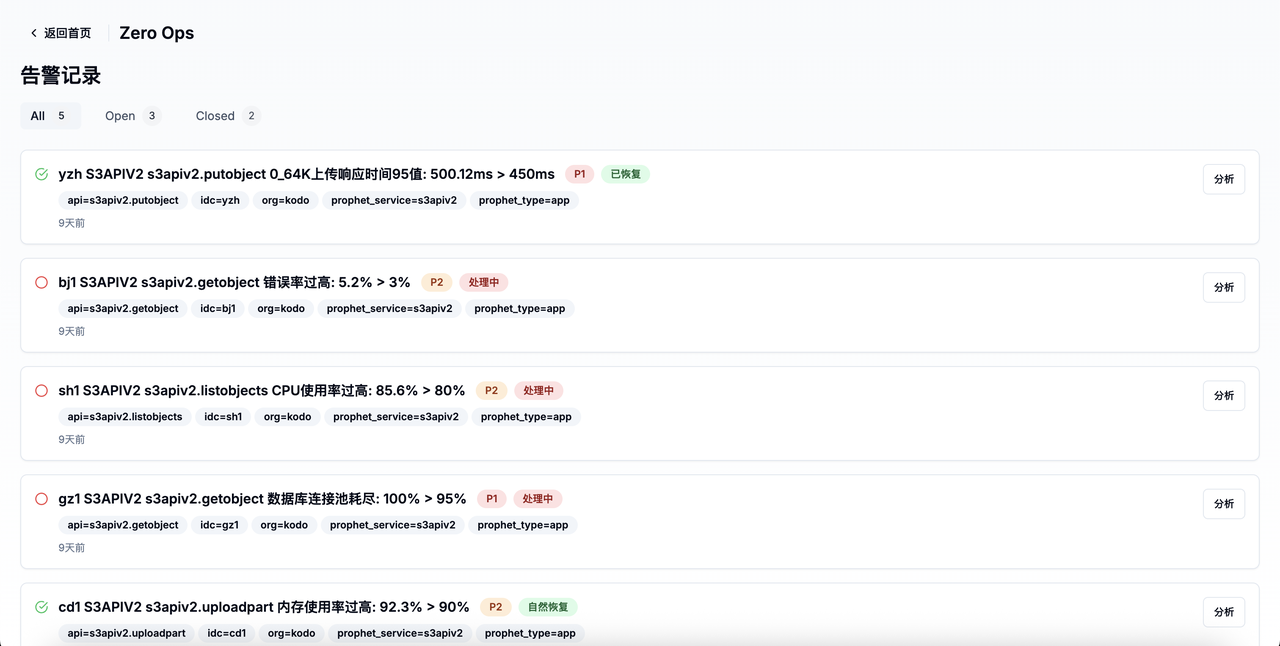 返回首页 Zero Ops
告警记录
All 5 Open 3 Closed 2
yzh S3APIV2 s3apiv2.putobject 0_64K上传响应时间95值: 500.12ms > 450ms P1 已恢复 分析
api=s3apiv2.putobject idc=yzh org=kodo prophet_service=s3apiv2 prophet_type=app
9天前
bj1 S3APIV2 s3apiv2.getobject 错误率过高: 5.2% > 3% P2 处理中 分析
api=s3apiv2.getobject idc=bj1 org=kodo prophet_service=s3apiv2 prophet_type=app
9天前
sh1 S3APIV2 s3apiv2.listobjects CPU使用率过高: 85.6% > 80% P2 处理中 分析
api=s3apiv2.listobjects idc=sh1 org=kodo prophet_service=s3apiv2 prophet_type=app
9天前
gz1 S3APIV2 s3apiv2.getobject 数据库连接池耗尽: 100% > 95% P1 处理中 分析
api=s3apiv2.getobject idc=gz1 org=kodo prophet_service=s3apiv2 prophet_type=app
9天前
cd1 S3APIV2 s3apiv2.uploadpart 内存使用率过高: 92.3% > 90% P2 自然恢复 分析
api=s3apiv2.uploadpart idc=cd1 org=kodo prophet_service=s3apiv2 prophet_type=app